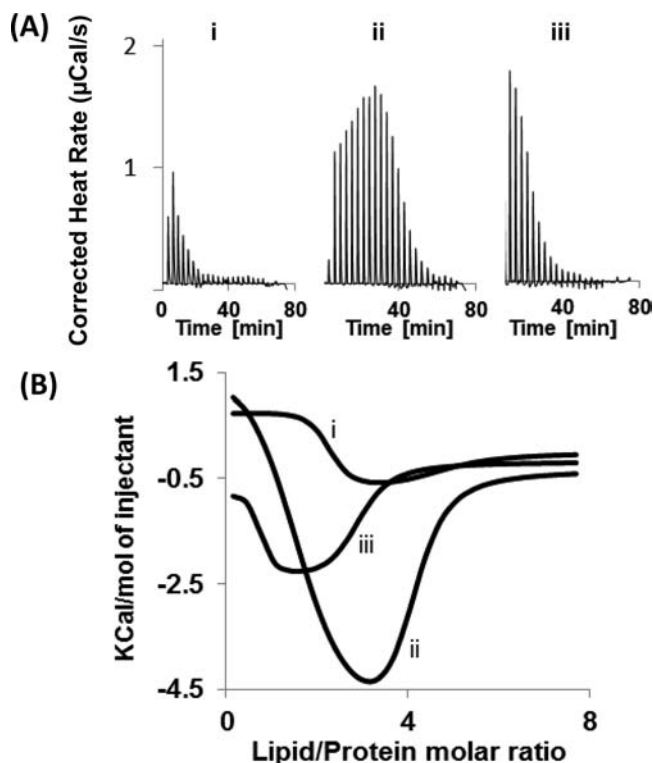 (A)
i
ii
iii
Corrected Heat Rate (µCal/s)
2
1
0
40
75
40
80
40
80
Time [min]
Time [min]
Time [min]
(B)
KCal/mol of injectant
1.5
-0.5
-2.5
-4.5
i
iii
ii
0
4
8
Lipid/Protein molar ratio